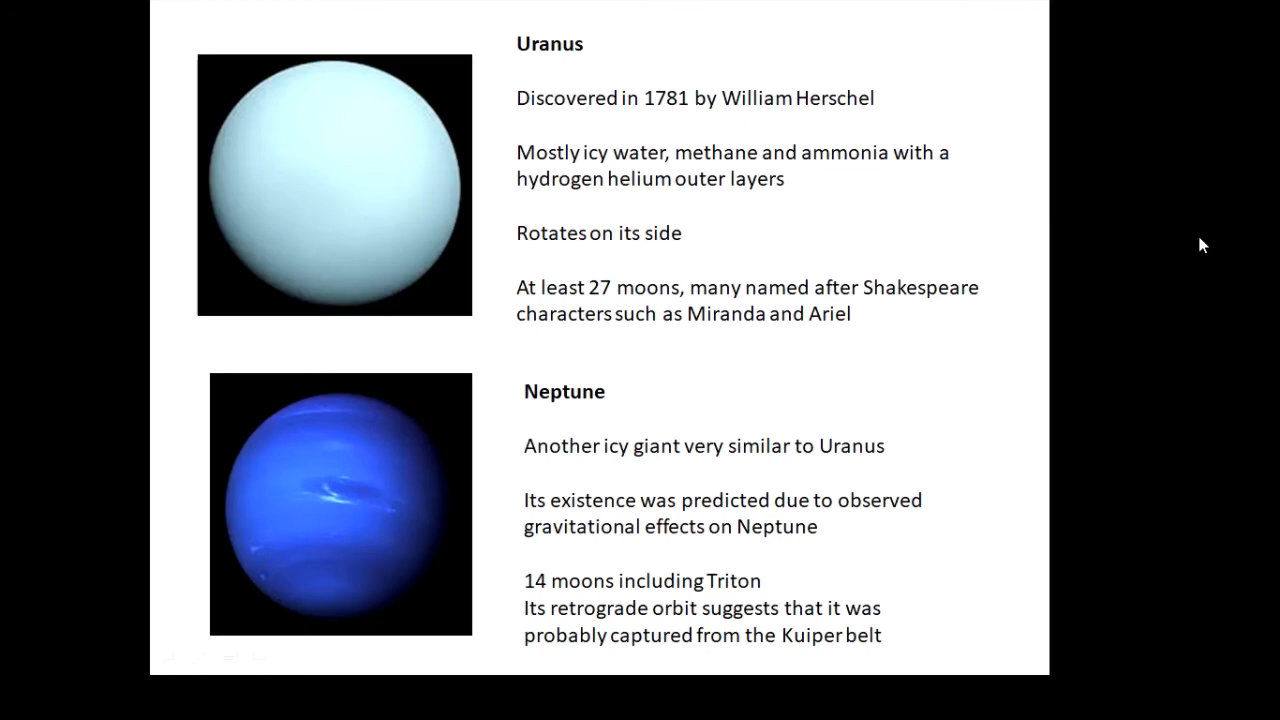 Uranus
Discovered in 1781 by William Herschel
Mostly icy water, methane and ammonia with a
hydrogen helium outer layers
Rotates on its side
At least 27 moons, many named after Shakespeare
characters such as Miranda and Ariel
Neptune
Another icy giant very similar to Uranus
Its existence was predicted due to observed
gravitational effects on Neptune
14 moons including Triton
Its retrograde orbit suggests that it was
probably captured from the Kuiper belt